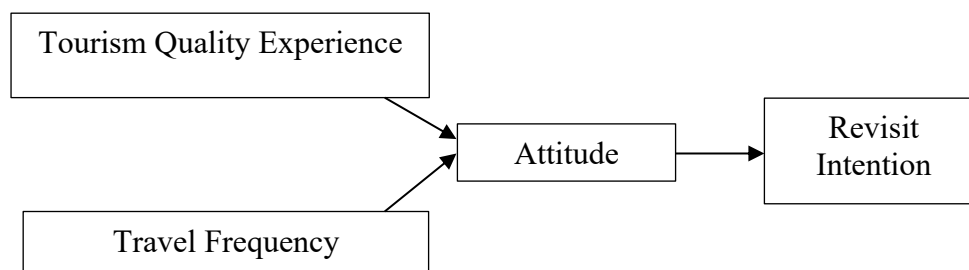 Tourism Quality Experience
Attitude
Revisit
Intention
Travel Frequency